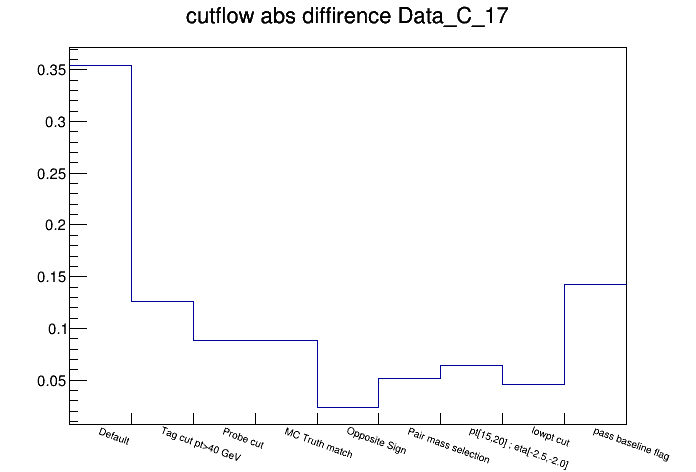 cutflow abs diffirence Data_C_17
0.35
0.3
0.25
0.2
0.15
0.1
0.05
Default
Tag cut pt>40 GeV
Probe cut
MC Truth match
Opposite Sign
Pair mass selection
pt[15,20] : eta[-2.5,-2.0]
lowpt cut
pass baseline flag